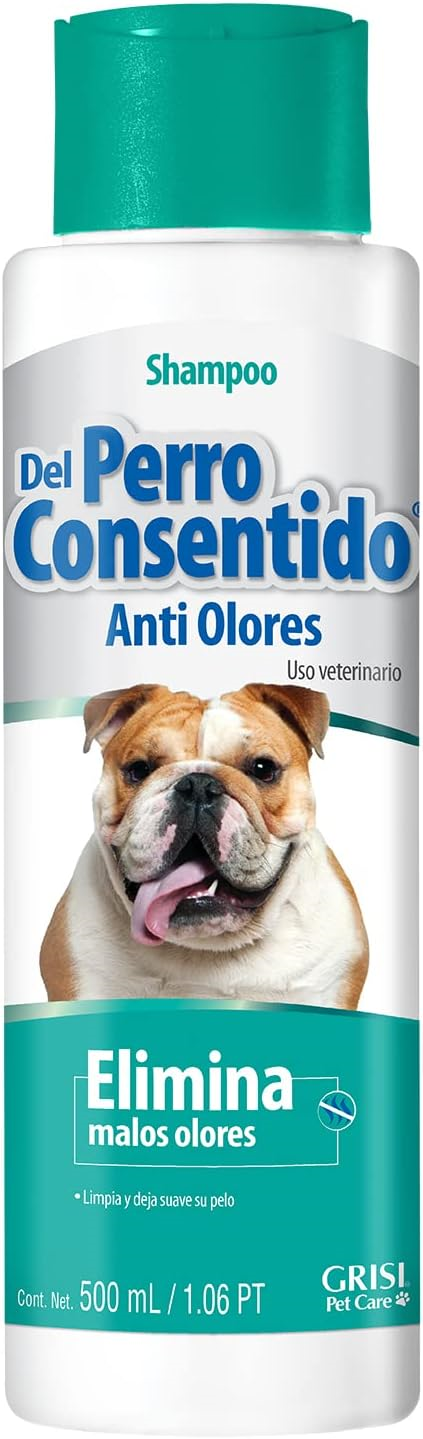 Shampoo
Del Perro
Consentido®
Anti Olores
Uso veterinario
Elimina
malos olores
• Limpia y deja suave su pelo
Cont. Net. 500 mL / 1.06 PT
GRISI®
Pet Care